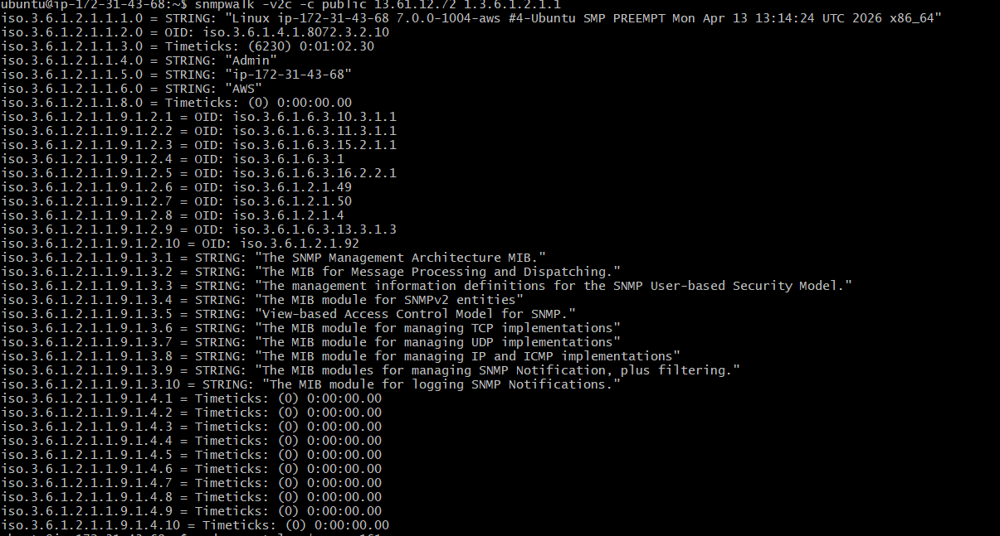 ubuntu@ip-172-31-43-68:~$ snmpwalk -v2c -c public 13.61.12.72 1.3.6.1.2.1.1
iso.3.6.1.2.1.1.1.0 = STRING: "Linux ip-172-31-43-68 7.0.0-1004-aws #4-Ubuntu SMP PREEMPT Mon Apr 13 13:14:24 UTC 2026 x86_64"
iso.3.6.1.2.1.1.2.0 = OID: iso.3.6.1.4.1.8072.3.2.10
iso.3.6.1.2.1.1.3.0 = Timeticks: (6230) 0:01:02.30
iso.3.6.1.2.1.1.4.0 = STRING: "Admin"
iso.3.6.1.2.1.1.5.0 = STRING: "ip-172-31-43-68"
iso.3.6.1.2.1.1.6.0 = STRING: "AWS"
iso.3.6.1.2.1.1.8.0 = Timeticks: (0) 0:00:00.00
iso.3.6.1.2.1.1.9.1.2.1 = OID: iso.3.6.1.6.3.10.3.1.1
iso.3.6.1.2.1.1.9.1.2.2 = OID: iso.3.6.1.6.3.11.3.1.1
iso.3.6.1.2.1.1.9.1.2.3 = OID: iso.3.6.1.6.3.15.2.1.1
iso.3.6.1.2.1.1.9.1.2.4 = OID: iso.3.6.1.6.3.1
iso.3.6.1.2.1.1.9.1.2.5 = OID: iso.3.6.1.6.3.16.2.2.1
iso.3.6.1.2.1.1.9.1.2.6 = OID: iso.3.6.1.2.1.49
iso.3.6.1.2.1.1.9.1.2.7 = OID: iso.3.6.1.2.1.50
iso.3.6.1.2.1.1.9.1.2.8 = OID: iso.3.6.1.2.1.4
iso.3.6.1.2.1.1.9.1.2.9 = OID: iso.3.6.1.6.3.13.3.1.3
iso.3.6.1.2.1.1.9.1.2.10 = OID: iso.3.6.1.2.1.92
iso.3.6.1.2.1.1.9.1.3.1 = STRING: "The SNMP Management Architecture MIB."
iso.3.6.1.2.1.1.9.1.3.2 = STRING: "The MIB for Message Processing and Dispatching."
iso.3.6.1.2.1.1.9.1.3.3 = STRING: "The management information definitions for the SNMP User-based Security Model."
iso.3.6.1.2.1.1.9.1.3.4 = STRING: "The MIB module for SNMPv2 entities"
iso.3.6.1.2.1.1.9.1.3.5 = STRING: "View-based Access Control Model for SNMP."
iso.3.6.1.2.1.1.9.1.3.6 = STRING: "The MIB module for managing TCP implementations"
iso.3.6.1.2.1.1.9.1.3.7 = STRING: "The MIB module for managing UDP implementations"
iso.3.6.1.2.1.1.9.1.3.8 = STRING: "The MIB module for managing IP and ICMP implementations"
iso.3.6.1.2.1.1.9.1.3.9 = STRING: "The MIB modules for managing SNMP Notification, plus filtering."
iso.3.6.1.2.1.1.9.1.3.10 = STRING: "The MIB module for logging SNMP Notifications."
iso.3.6.1.2.1.1.9.1.4.1 = Timeticks: (0) 0:00:00.00
iso.3.6.1.2.1.1.9.1.4.2 = Timeticks: (0) 0:00:00.00
iso.3.6.1.2.1.1.9.1.4.3 = Timeticks: (0) 0:00:00.00
iso.3.6.1.2.1.1.9.1.4.4 = Timeticks: (0) 0:00:00.00
iso.3.6.1.2.1.1.9.1.4.5 = Timeticks: (0) 0:00:00.00
iso.3.6.1.2.1.1.9.1.4.6 = Timeticks: (0) 0:00:00.00
iso.3.6.1.2.1.1.9.1.4.7 = Timeticks: (0) 0:00:00.00
iso.3.6.1.2.1.1.9.1.4.8 = Timeticks: (0) 0:00:00.00
iso.3.6.1.2.1.1.9.1.4.9 = Timeticks: (0) 0:00:00.00
iso.3.6.1.2.1.1.9.1.4.10 = Timeticks: (0) 0:00:00.00